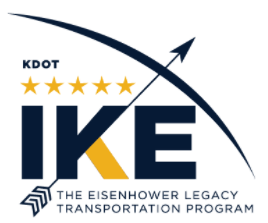 KDOT
IKE
THE EISENHOWER LEGACY
TRANSPORTATION PROGRAM